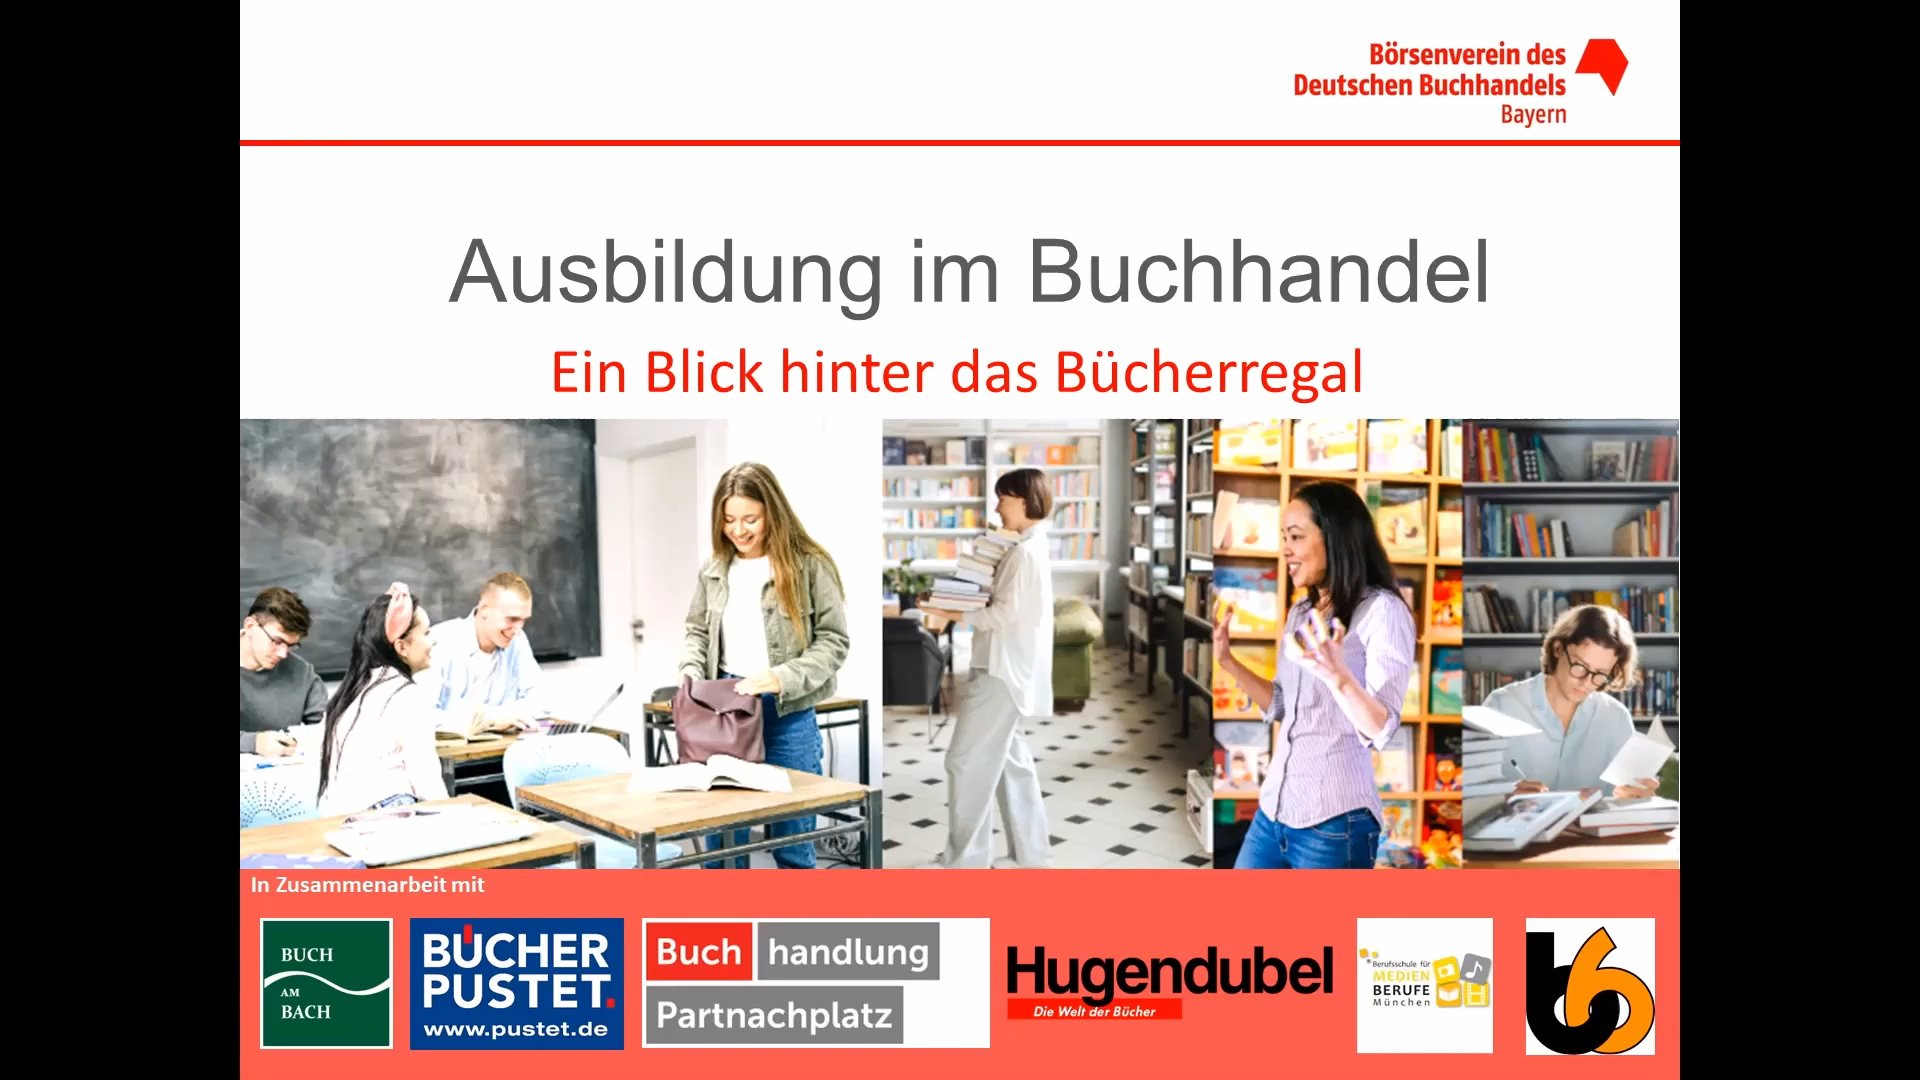 Börsenverein des
Deutschen Buchhandels
Bayern
Ausbildung im Buchhandel
Ein Blick hinter das Bücherregal
In Zusammenarbeit mit
BUCH
AM
BACH
BÜCHER
PUSTET.
www.pustet.de
Buch handlung
Partnachplatz
Hugendubel
Die Welt der Bücher
Berufsschule für
MEDIEN
BERUFE
München
b6